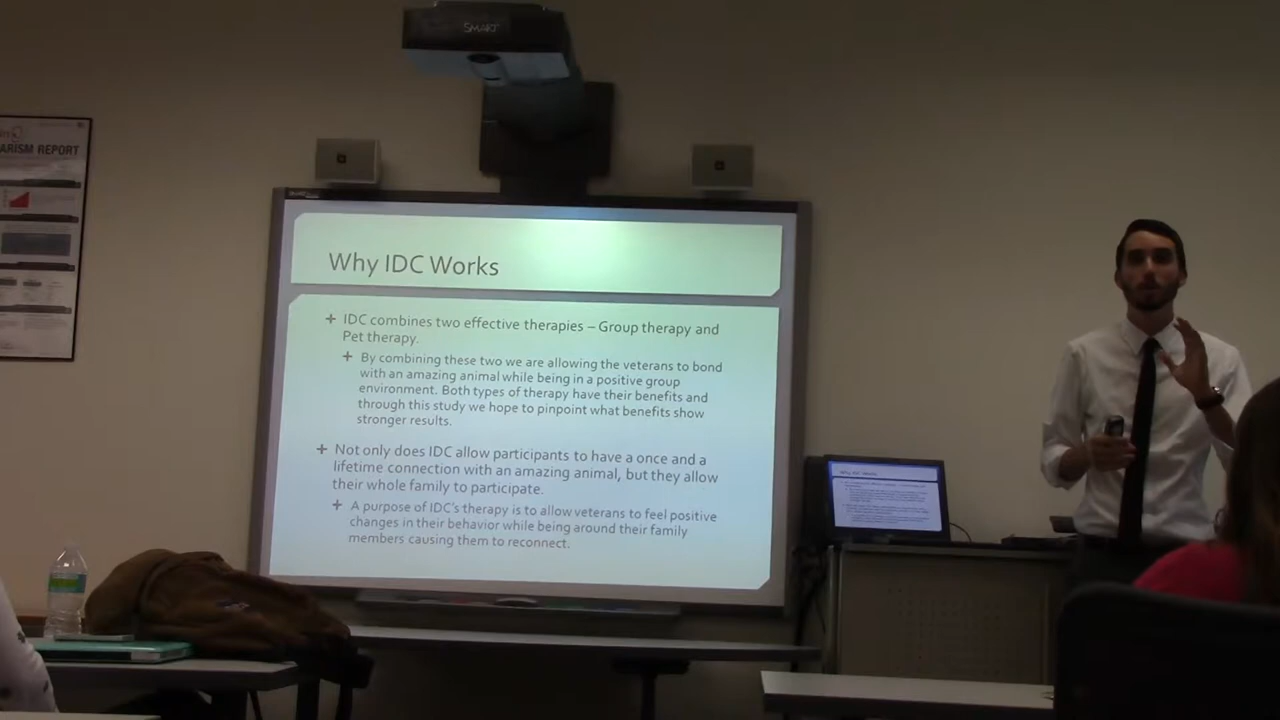 SMART
ARISM REPORT
Why IDC Works
+ IDC combines two effective therapies – Group therapy and
Pet therapy.
+ By combining these two we are allowing the veterans to bond
with an amazing animal while being in a positive group
environment. Both types of therapy have their benefits and
through this study we hope to pinpoint what benefits show
stronger results.
+ Not only does IDC allow participants to have a once and a
lifetime connection with an amazing animal, but they allow
their whole family to participate.
+ A purpose of IDC's therapy is to allow veterans to feel positive
changes in their behavior while being around their family
members causing them to reconnect.
Why IDC Works